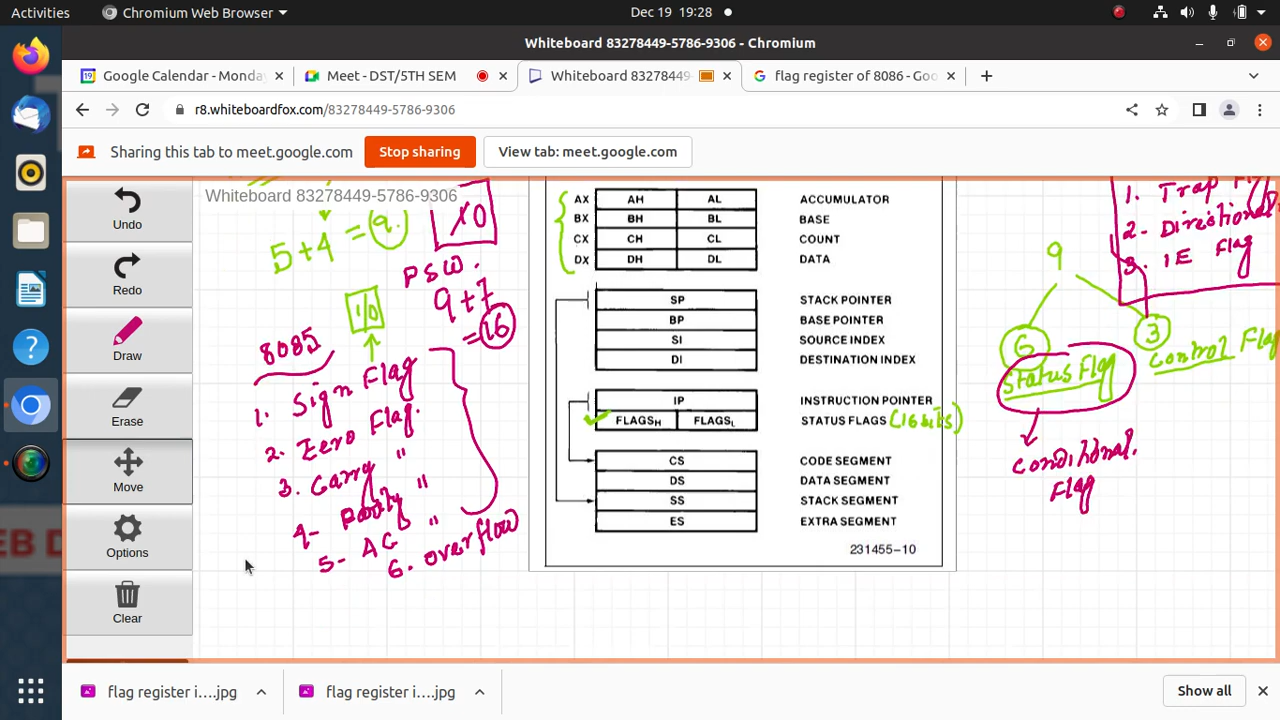 Activities
Chromium Web Browser
Dec 19 19:28
Whiteboard 83278449-5786-9306 - Chromium
Google Calendar - Monda
Meet - DST/5TH SEM
Whiteboard 83278449
flag register of 8086 - Goo
r8.whiteboardfox.com/83278449-5786-9306
Sharing this tab to meet.google.com
Stop sharing
View tab: meet.google.com
Whiteboard 83278449-5786-9306
Undo
Redo
Draw
Erase
Move
Options
Clear
5+4 = 9.
1/0
PSW.
9+7
=16
1/0
8085
1. Sign Flag
2. Zero Flag.
3. Carry "
4- Parity "
5- AC "
6. overflow
AX AH AL ACCUMULATOR
BX BH BL BASE
CX CH CL COUNT
DX DH DL DATA
SP STACK POINTER
BP BASE POINTER
SI SOURCE INDEX
DI DESTINATION INDEX
IP INSTRUCTION POINTER
FLAGSH FLAGSL STATUS FLAGS (16 bits)
CS CODE SEGMENT
DS DATA SEGMENT
SS STACK SEGMENT
ES EXTRA SEGMENT
231455-10
1. Trap
2- Directional
3. IE Flag
9
6 3
Status Flag
Control Flag
Conditional.
Flag
flag register i....jpg
flag register i....jpg
Show all